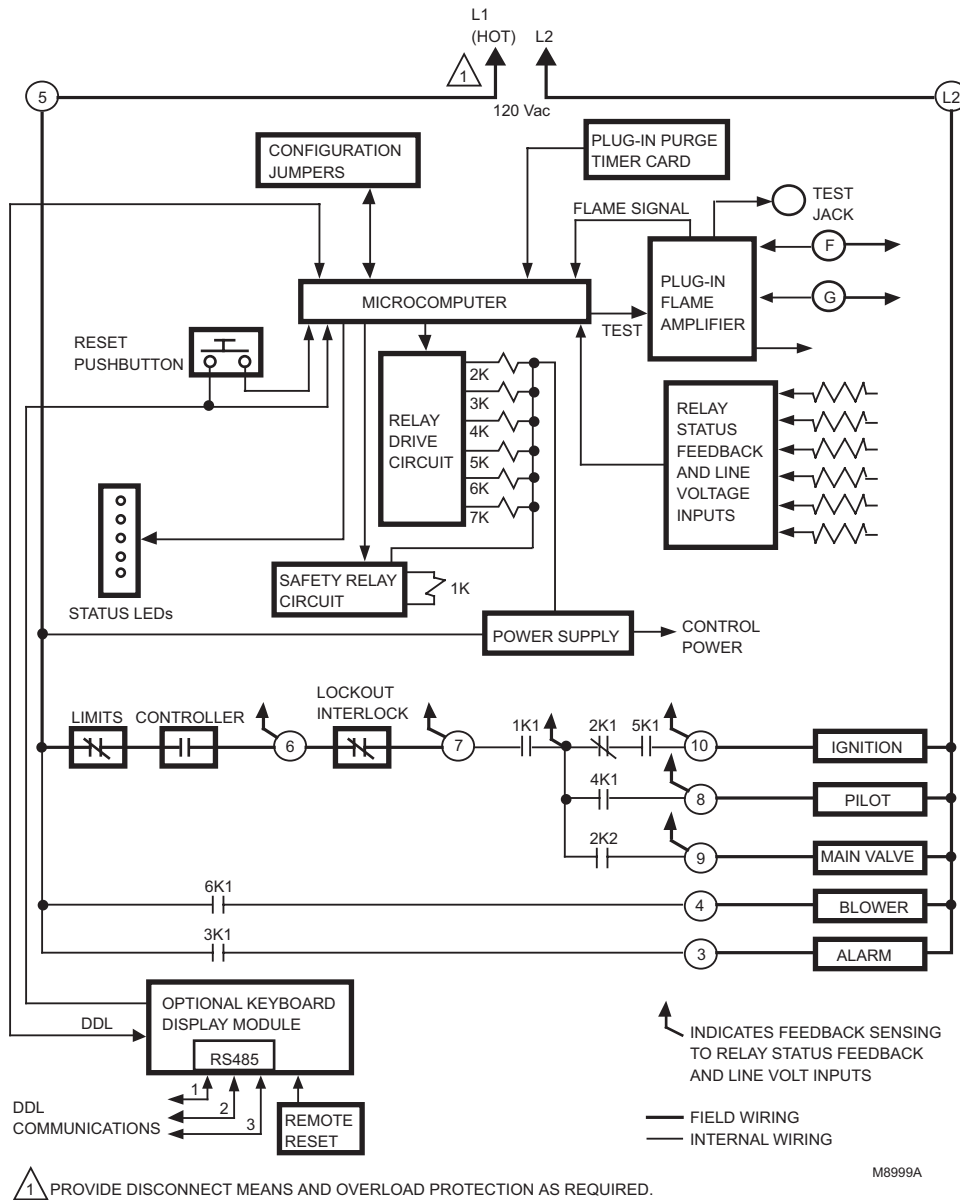 L1
(HOT)
L2
1
5
L2
120 Vac
CONFIGURATION
JUMPERS
PLUG-IN PURGE
TIMER CARD
FLAME SIGNAL
TEST
JACK
F
G
PLUG-IN
FLAME
AMPLIFIER
MICROCOMPUTER
TEST
RESET
PUSHBUTTON
RELAY
DRIVE
CIRCUIT
2K
3K
4K
5K
6K
7K
RELAY
STATUS
FEEDBACK
AND LINE
VOLTAGE
INPUTS
STATUS LEDs
SAFETY RELAY
CIRCUIT
1K
POWER SUPPLY
CONTROL
POWER
LIMITS
CONTROLLER
6
LOCKOUT
INTERLOCK
7
1K1
2K1
5K1
10
IGNITION
4K1
8
PILOT
2K2
9
MAIN VALVE
6K1
4
BLOWER
3K1
3
ALARM
OPTIONAL KEYBOARD
DISPLAY MODULE
DDL
RS485
1
2
3
DDL
COMMUNICATIONS
REMOTE
RESET
INDICATES FEEDBACK SENSING
TO RELAY STATUS FEEDBACK
AND LINE VOLT INPUTS
FIELD WIRING
INTERNAL WIRING
M8999A
1 PROVIDE DISCONNECT MEANS AND OVERLOAD PROTECTION AS REQUIRED.